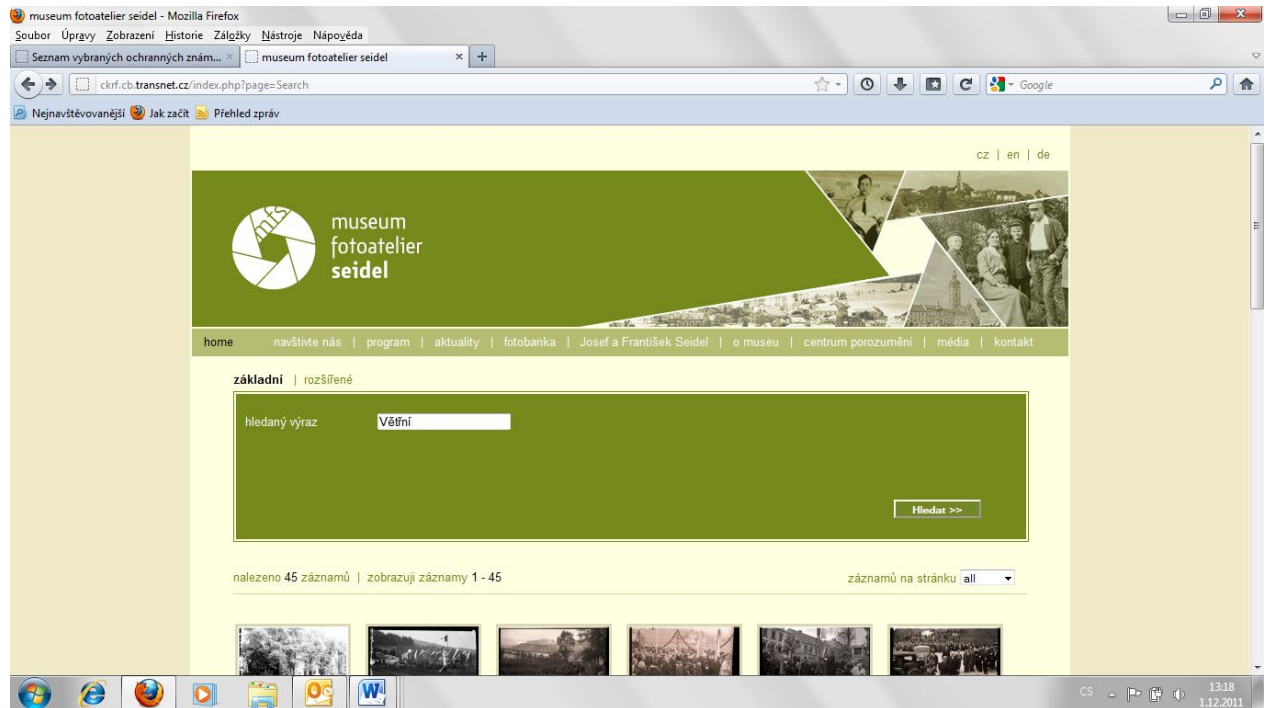 museum fotoatelier seidel - Mozilla Firefox
Soubor Úpravy Zobrazení Historie Záložky Nástroje Nápověda
Seznam vybraných ochranných znám... museum fotoatelier seidel
ckrf.cb.transnet.cz/index.php?page=Search Google
Nejnavštěvovanější Jak začít Přehled zpráv
cz | en | de
mfs
museum
fotoatelier
seidel
home navštivte nás | program | aktuality | fotobanka | Josef a František Seidel | o museu | centrum porozumění | média | kontakt
základní | rozšířené
hledaný výraz Větřní
Hledat >>
nalezeno 45 záznamů | zobrazuji záznamy 1 - 45 záznamů na stránku all
CS 13:18
1.12.2011